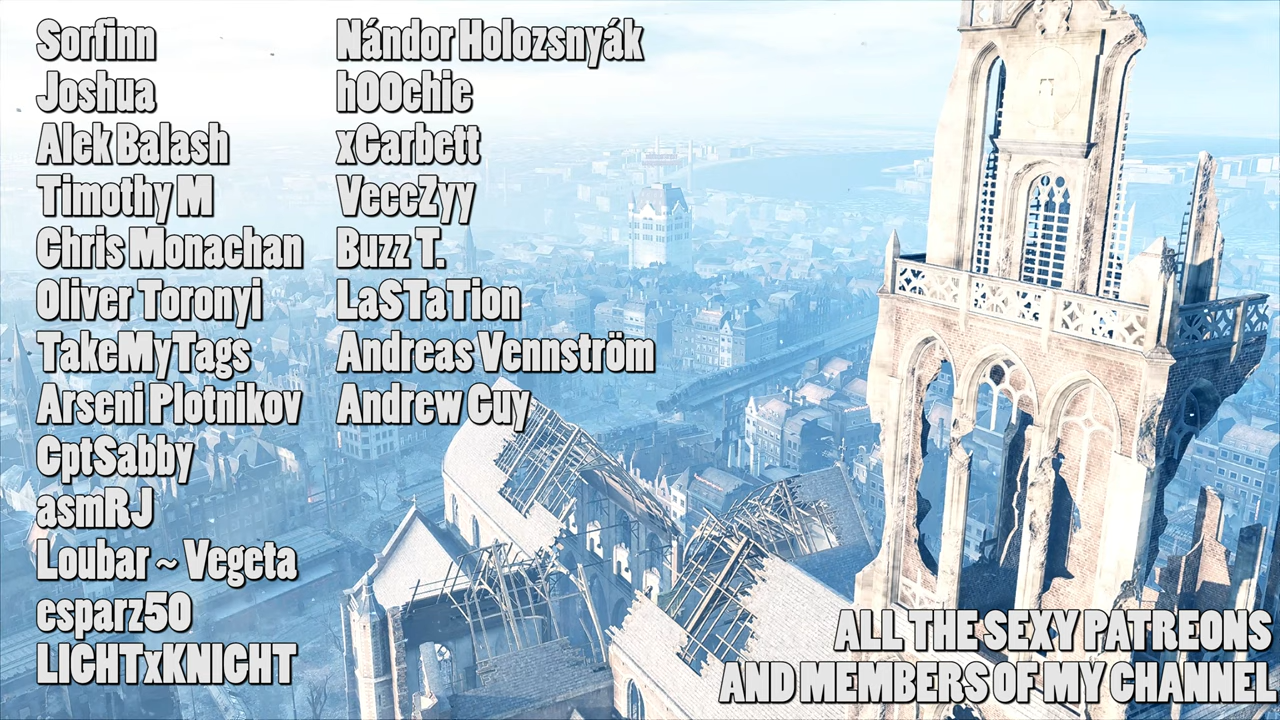 Sorfinn
Joshua
Alek Balash
Timothy M
Chris Monachan
Oliver Toronyi
TakeMyTags
Arseni Plotnikov
CptSabby
asmRJ
Loubar ~ Vegeta
esparz50
LIGHTxKNIGHT
Nándor Holozsnyák
h00chie
xGarbett
VeccZyy
Buzz T.
LaSTaTion
Andreas Vennström
Andrew Guy
ALL THE SEXY PATREONS
AND MEMBERS OF MY CHANNEL